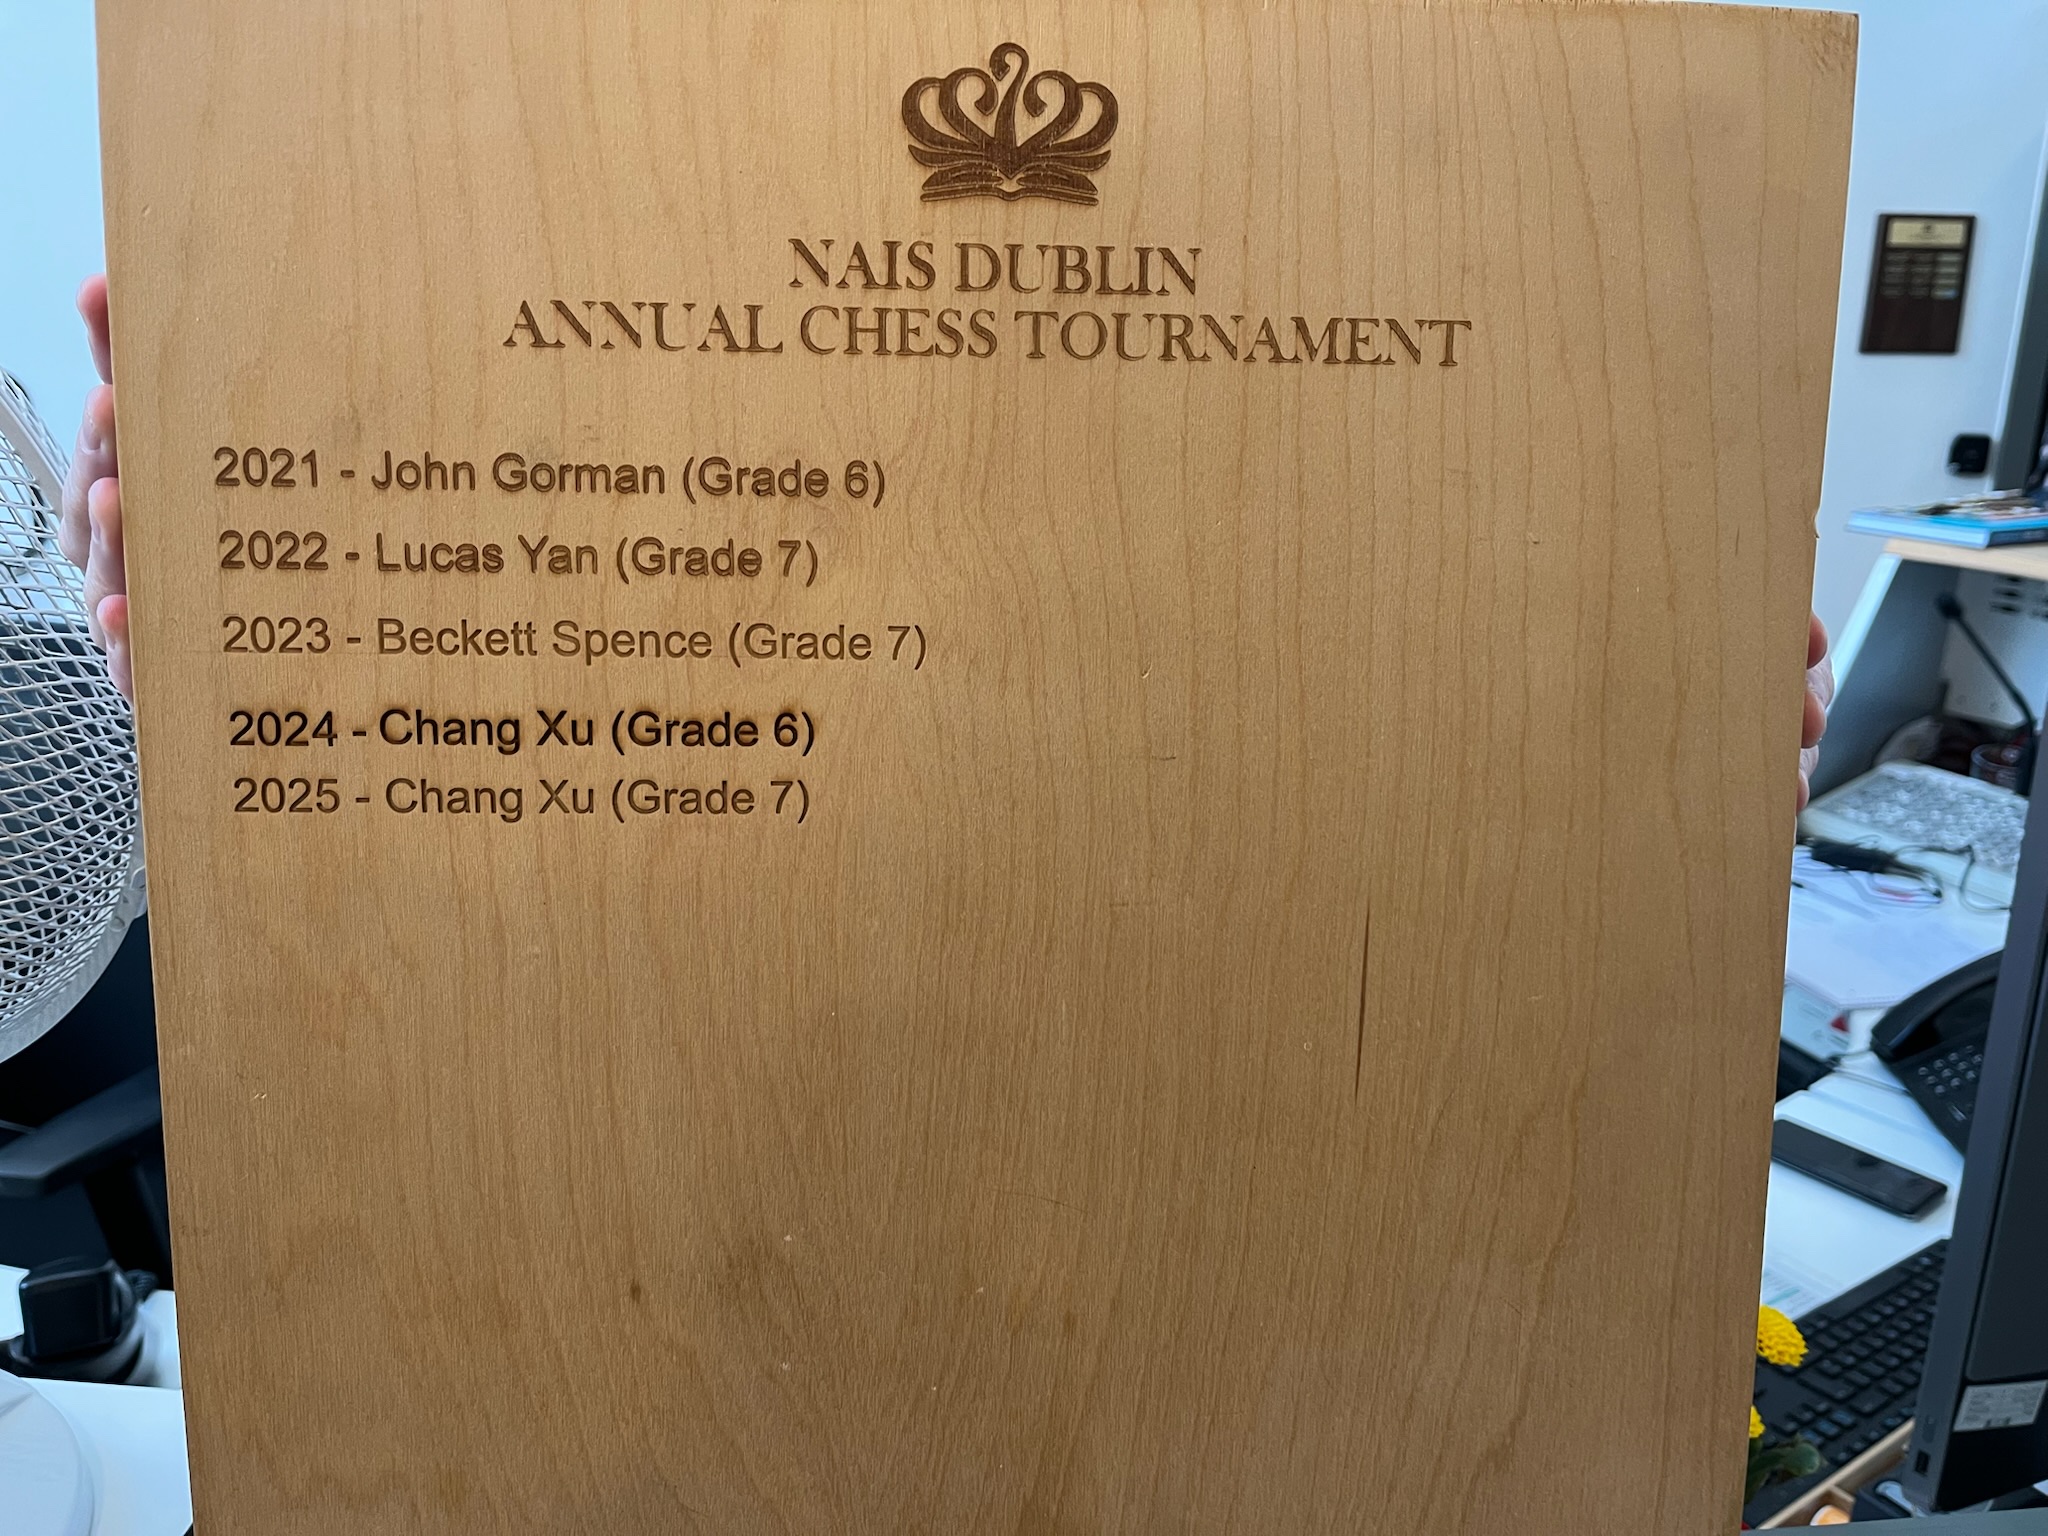 NAIS DUBLIN
ANNUAL CHESS TOURNAMENT
2021 - John Gorman (Grade 6)
2022 - Lucas Yan (Grade 7)
2023 - Beckett Spence (Grade 7)
2024 - Chang Xu (Grade 6)
2025 - Chang Xu (Grade 7)